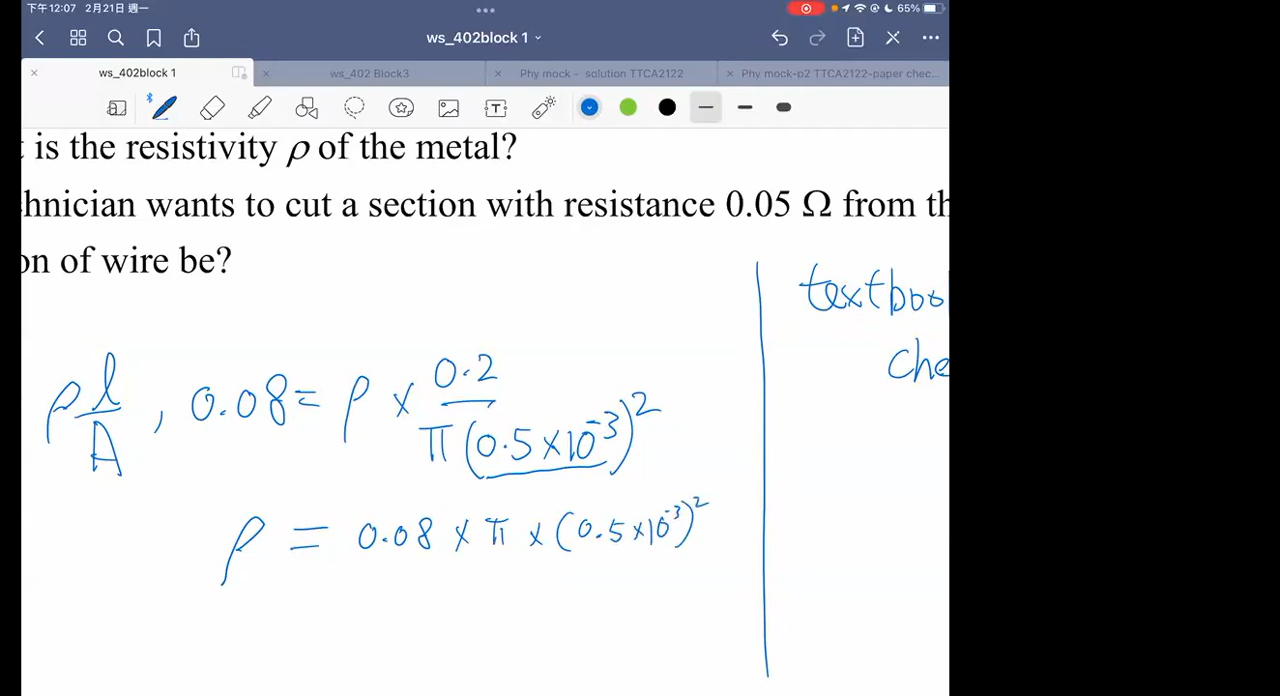 下午12:07 2月21日 週一
65%
ws_402block 1
ws_402block 1
ws_402 Block3
Phy mock - solution TTCA2122
Phy mock-p2 TTCA2122-paper chec...
is the resistivity ρ of the metal?
hnician wants to cut a section with resistance 0.05 Ω from th
on of wire be?
textboo
che
ρ l/A , 0.08 = ρ × 0.2/π(0.5×10⁻³)²
ρ = 0.08 × π × (0.5×10⁻³)²